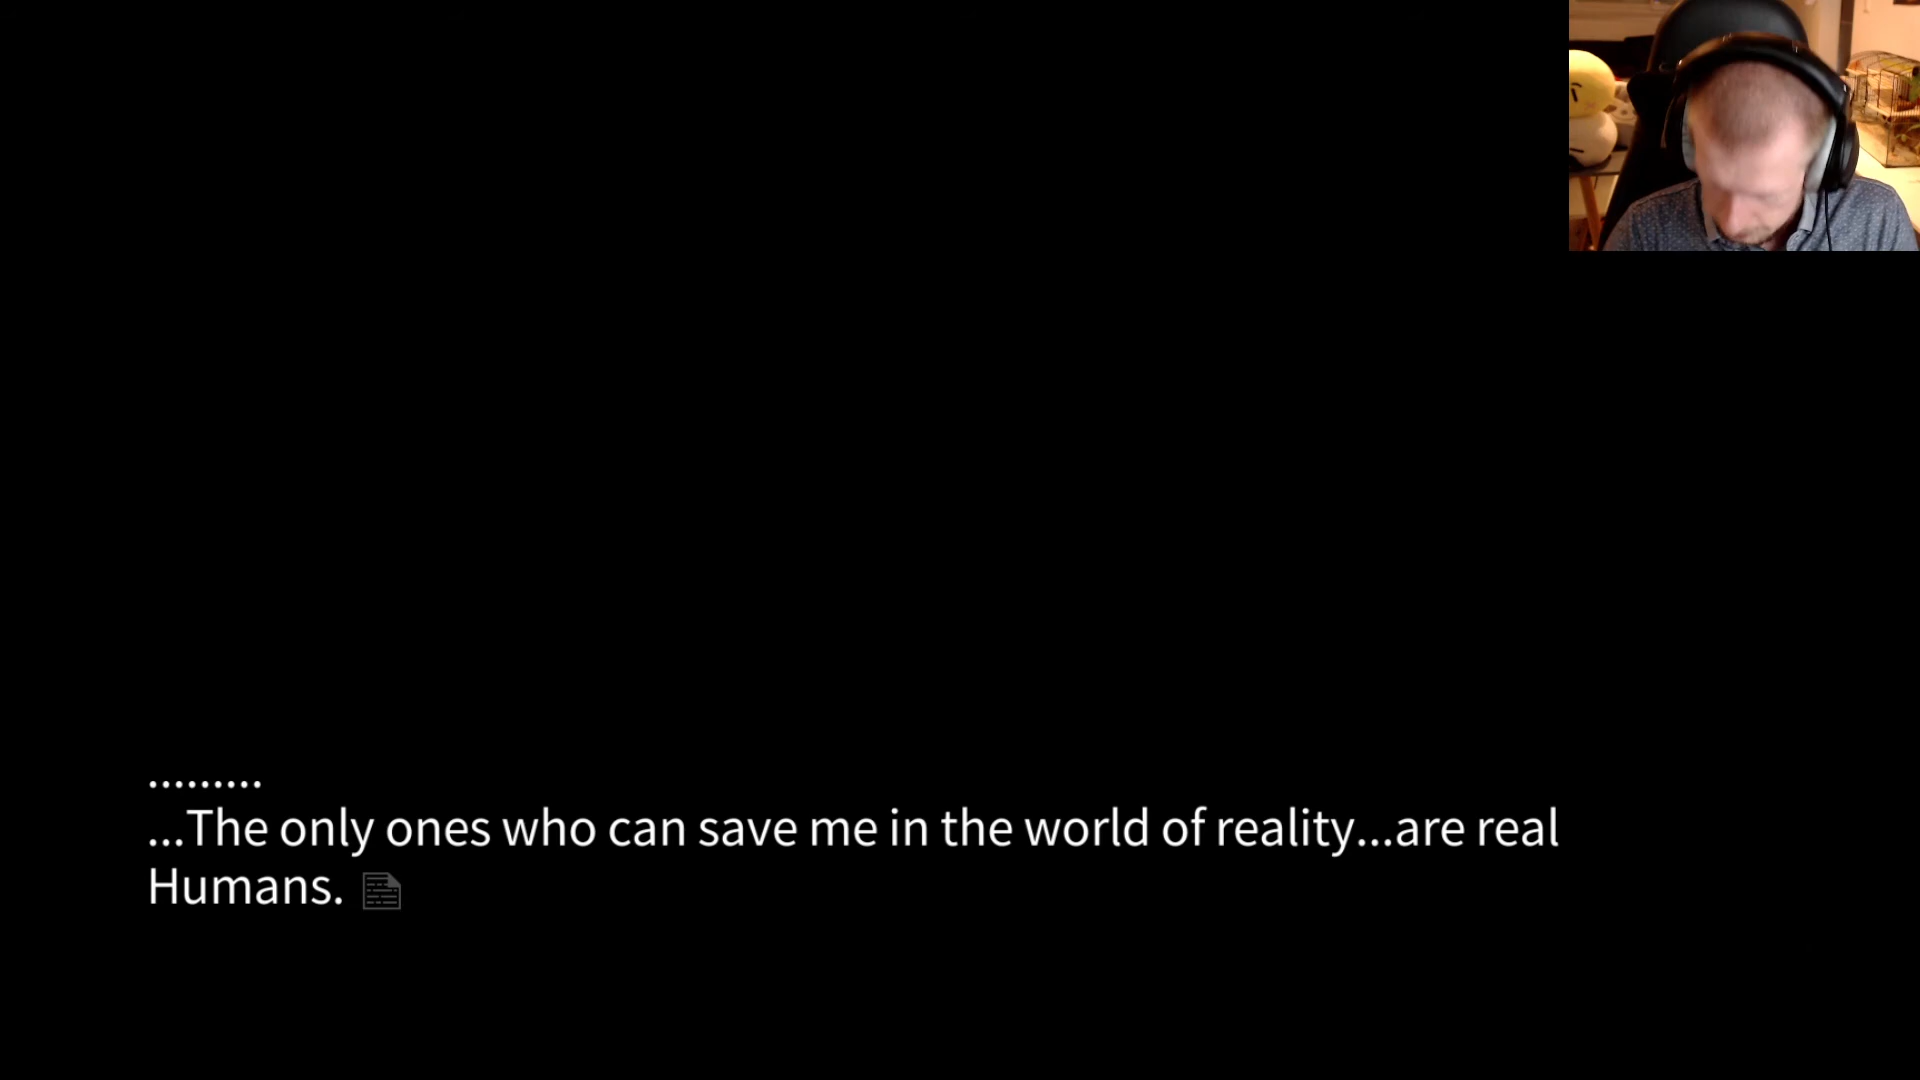 .........
...The only ones who can save me in the world of reality...are real
Humans.